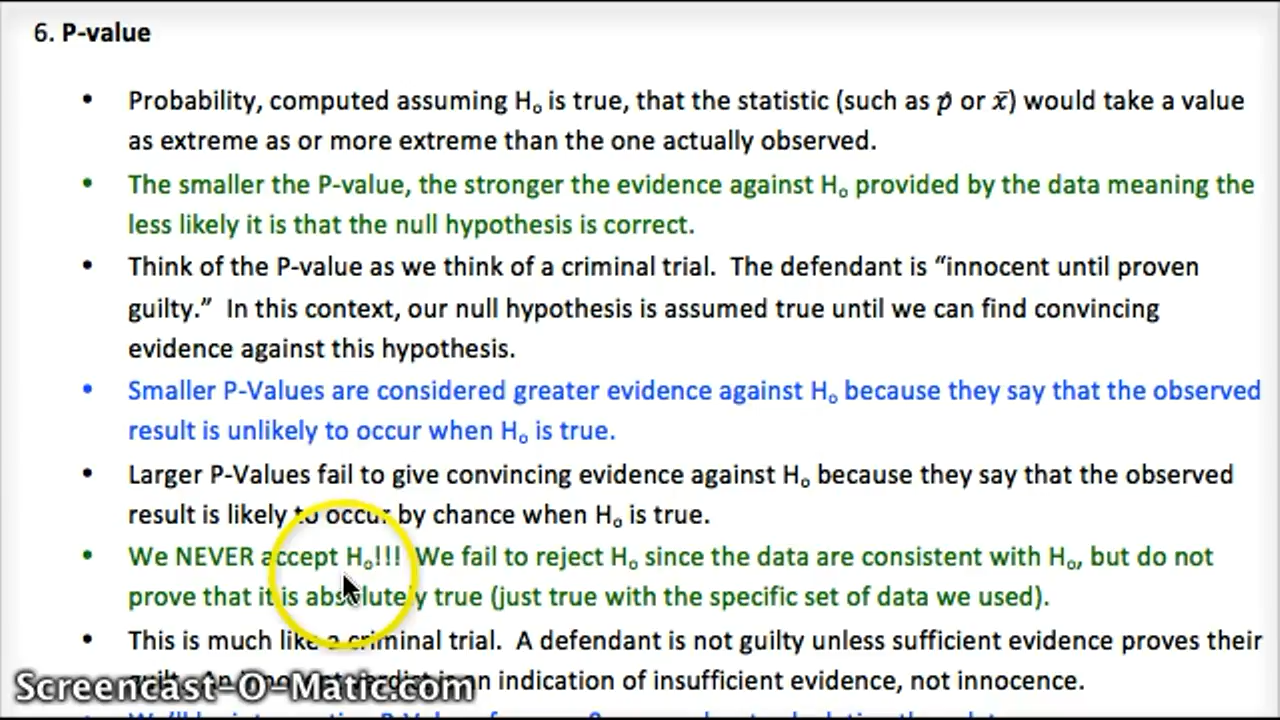 6. P-value
• Probability, computed assuming H₀ is true, that the statistic (such as p̂ or x̄) would take a value
as extreme as or more extreme than the one actually observed.
• The smaller the P-value, the stronger the evidence against H₀ provided by the data meaning the
less likely it is that the null hypothesis is correct.
• Think of the P-value as we think of a criminal trial.  The defendant is “innocent until proven
guilty.”  In this context, our null hypothesis is assumed true until we can find convincing
evidence against this hypothesis.
• Smaller P-Values are considered greater evidence against H₀ because they say that the observed
result is unlikely to occur when H₀ is true.
• Larger P-Values fail to give convincing evidence against H₀ because they say that the observed
result is likely to occur by chance when H₀ is true.
• We NEVER accept H₀!!!  We fail to reject H₀ since the data are consistent with H₀, but do not
prove that it is absolutely true (just true with the specific set of data we used).
• This is much like a criminal trial.  A defendant is not guilty unless sufficient evidence proves their
an indication of insufficient evidence, not innocence.
Screencast-O-Matic.com